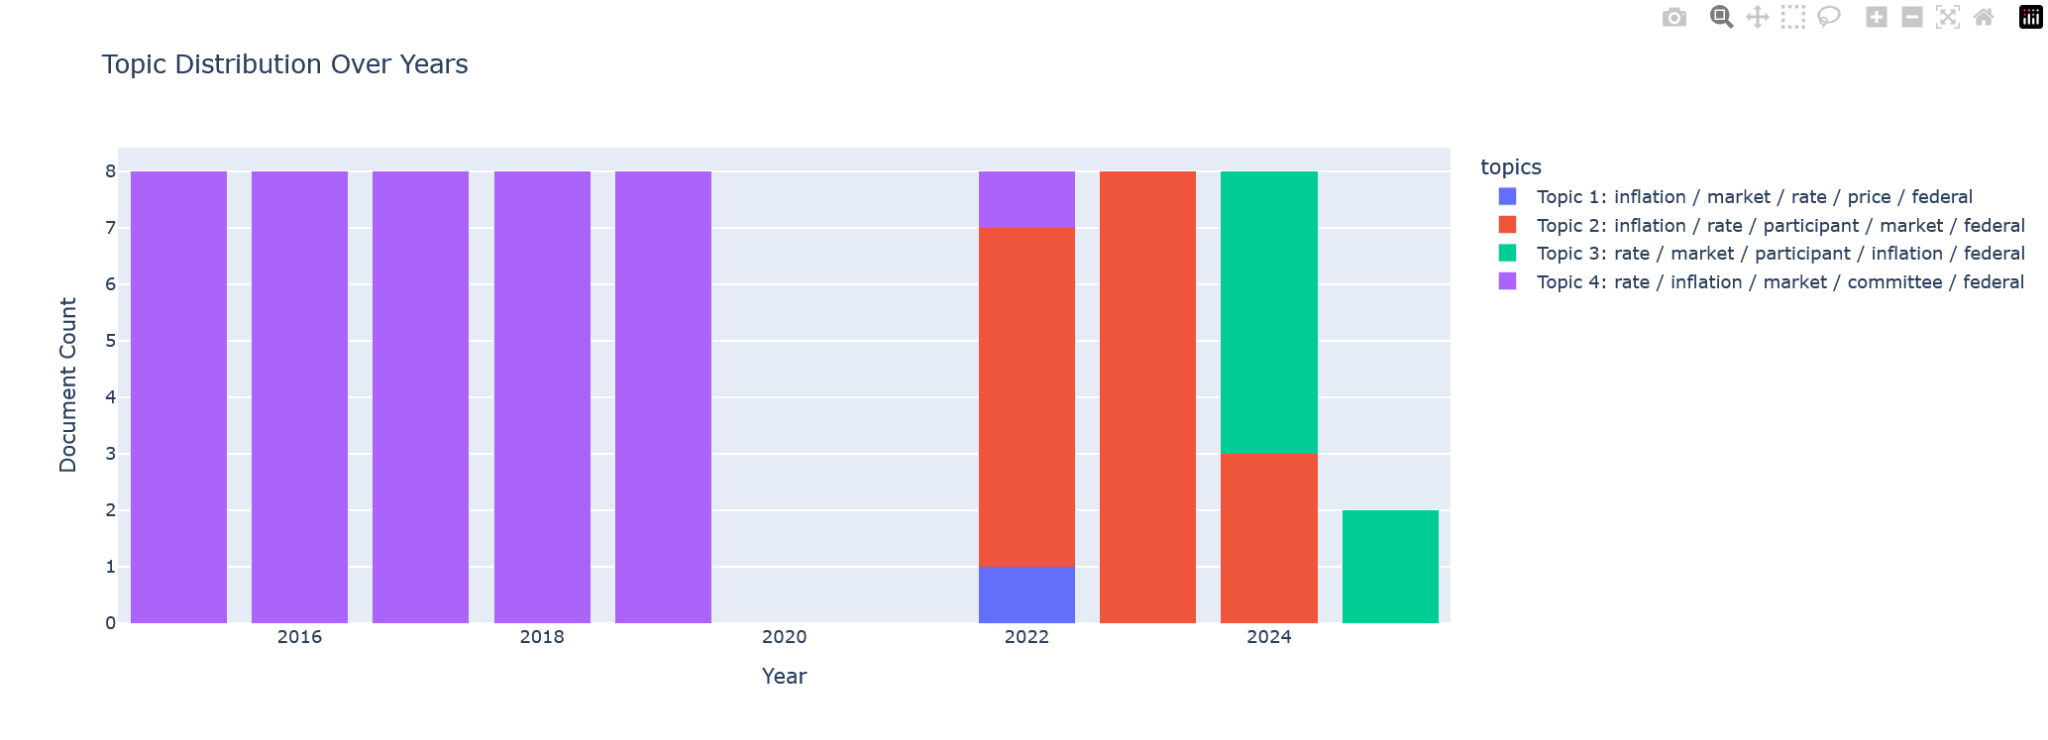 Topic Distribution Over Years
topics
Topic 1: inflation / market / rate / price / federal
Topic 2: inflation / rate / participant / market / federal
Topic 3: rate / market / participant / inflation / federal
Topic 4: rate / inflation / market / committee / federal
Document Count
8
7
6
5
4
3
2
1
0
2016 2018 2020 2022 2024
Year